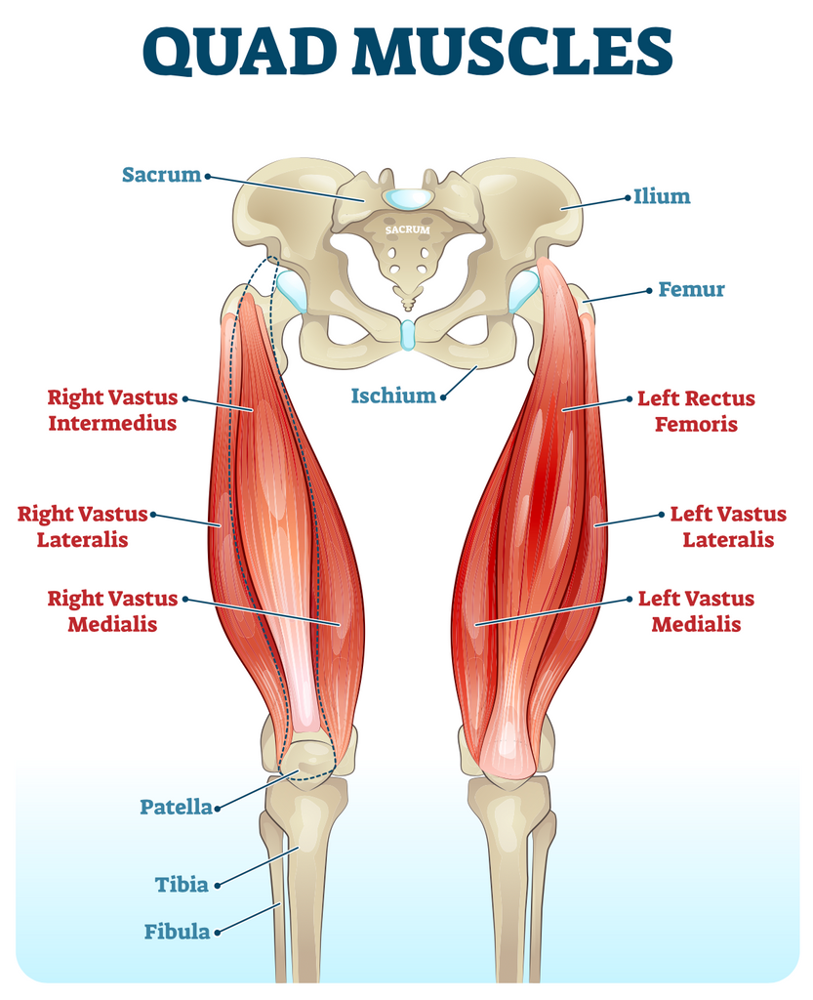 QUAD MUSCLES
Sacrum
Ilium
SACRUM
Femur
Ischium
Right Vastus
Intermedius
Left Rectus
Femoris
Right Vastus
Lateralis
Left Vastus
Lateralis
Right Vastus
Medialis
Left Vastus
Medialis
Patella
Tibia
Fibula